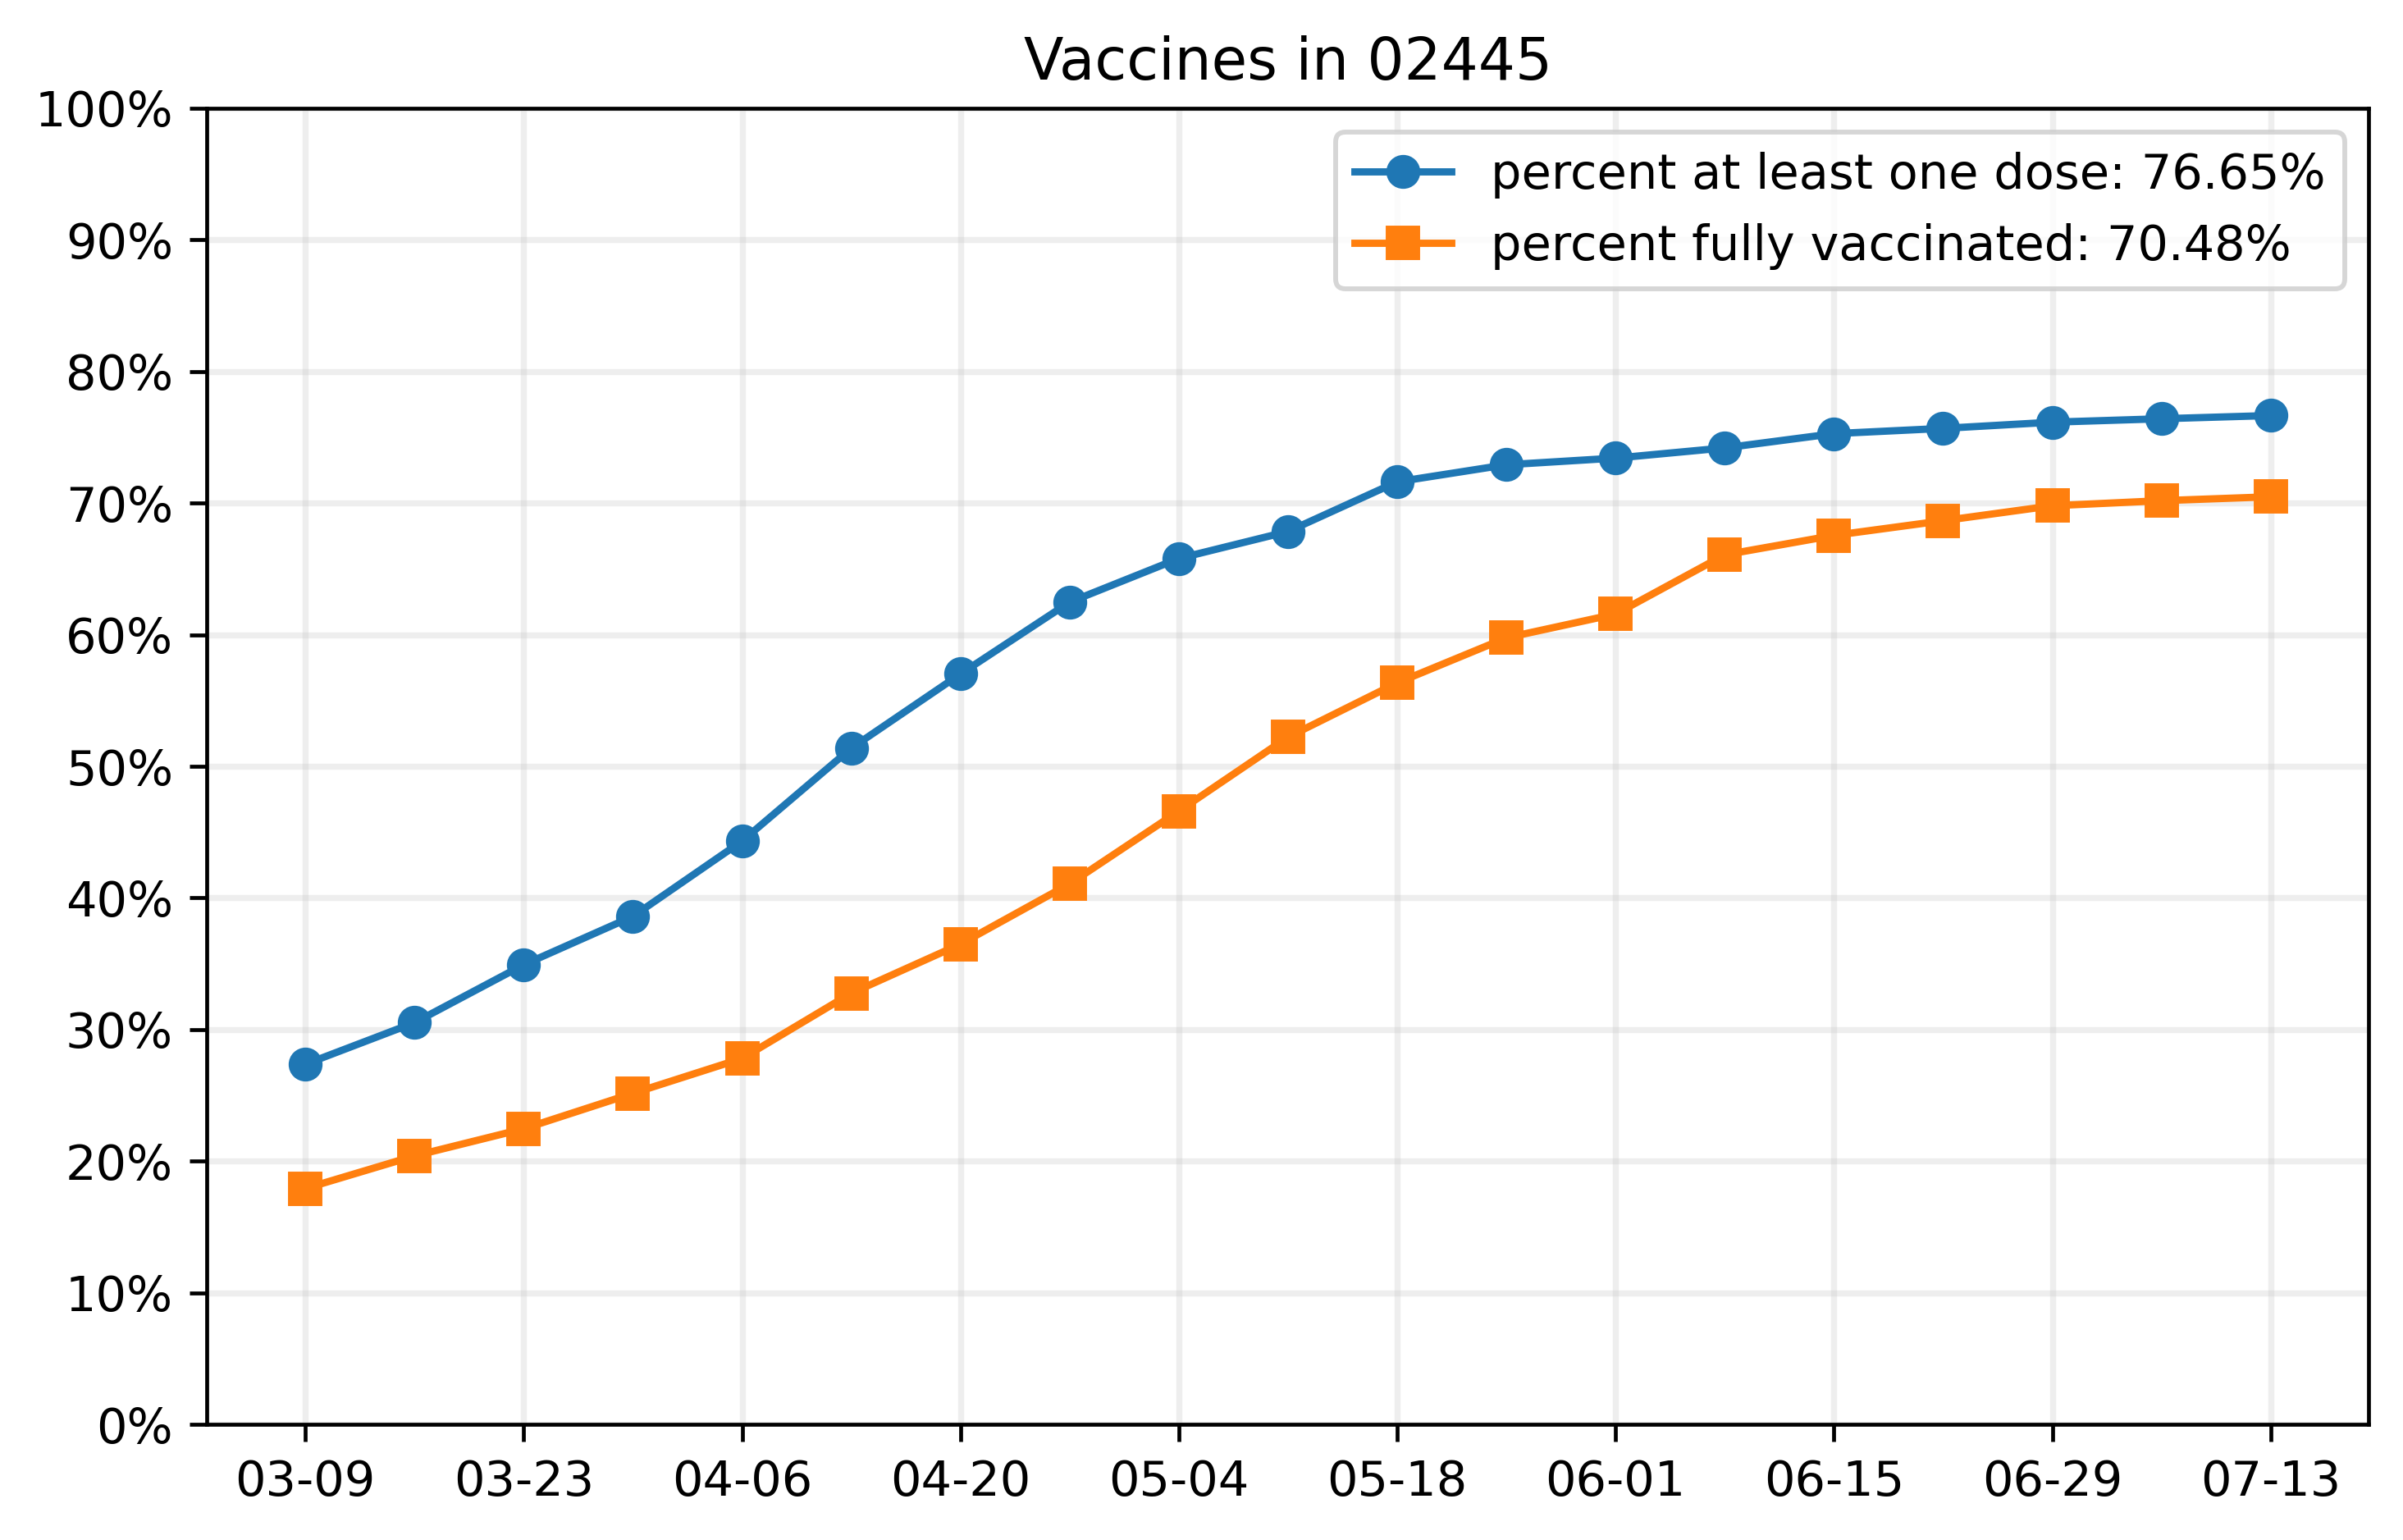 Vaccines in 02445
100%
90%
80%
70%
60%
50%
40%
30%
20%
10%
0%
percent at least one dose: 76.65%
percent fully vaccinated: 70.48%
03-09 03-23 04-06 04-20 05-04 05-18 06-01 06-15 06-29 07-13